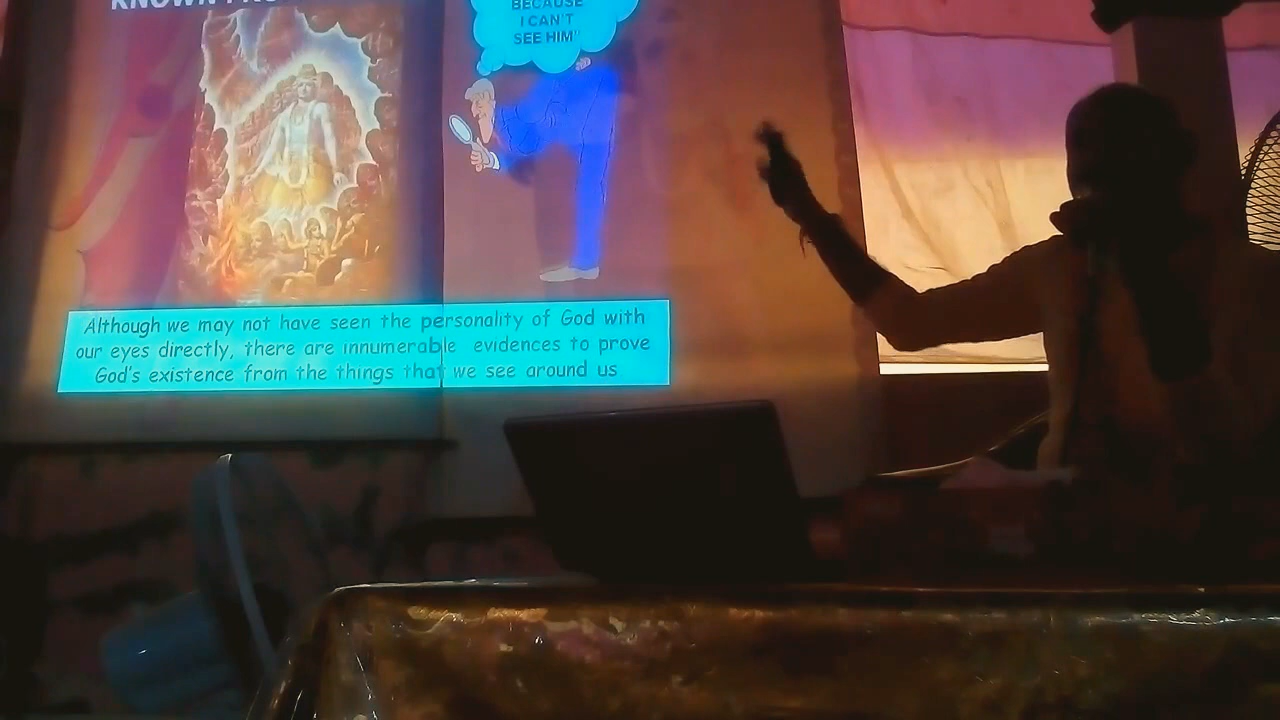 KNOWN
BECAUSE
I CAN'T
SEE HIM"
Although we may not have seen the personality of God with
our eyes directly, there are innumerable evidences to prove
God's existence from the things that we see around us